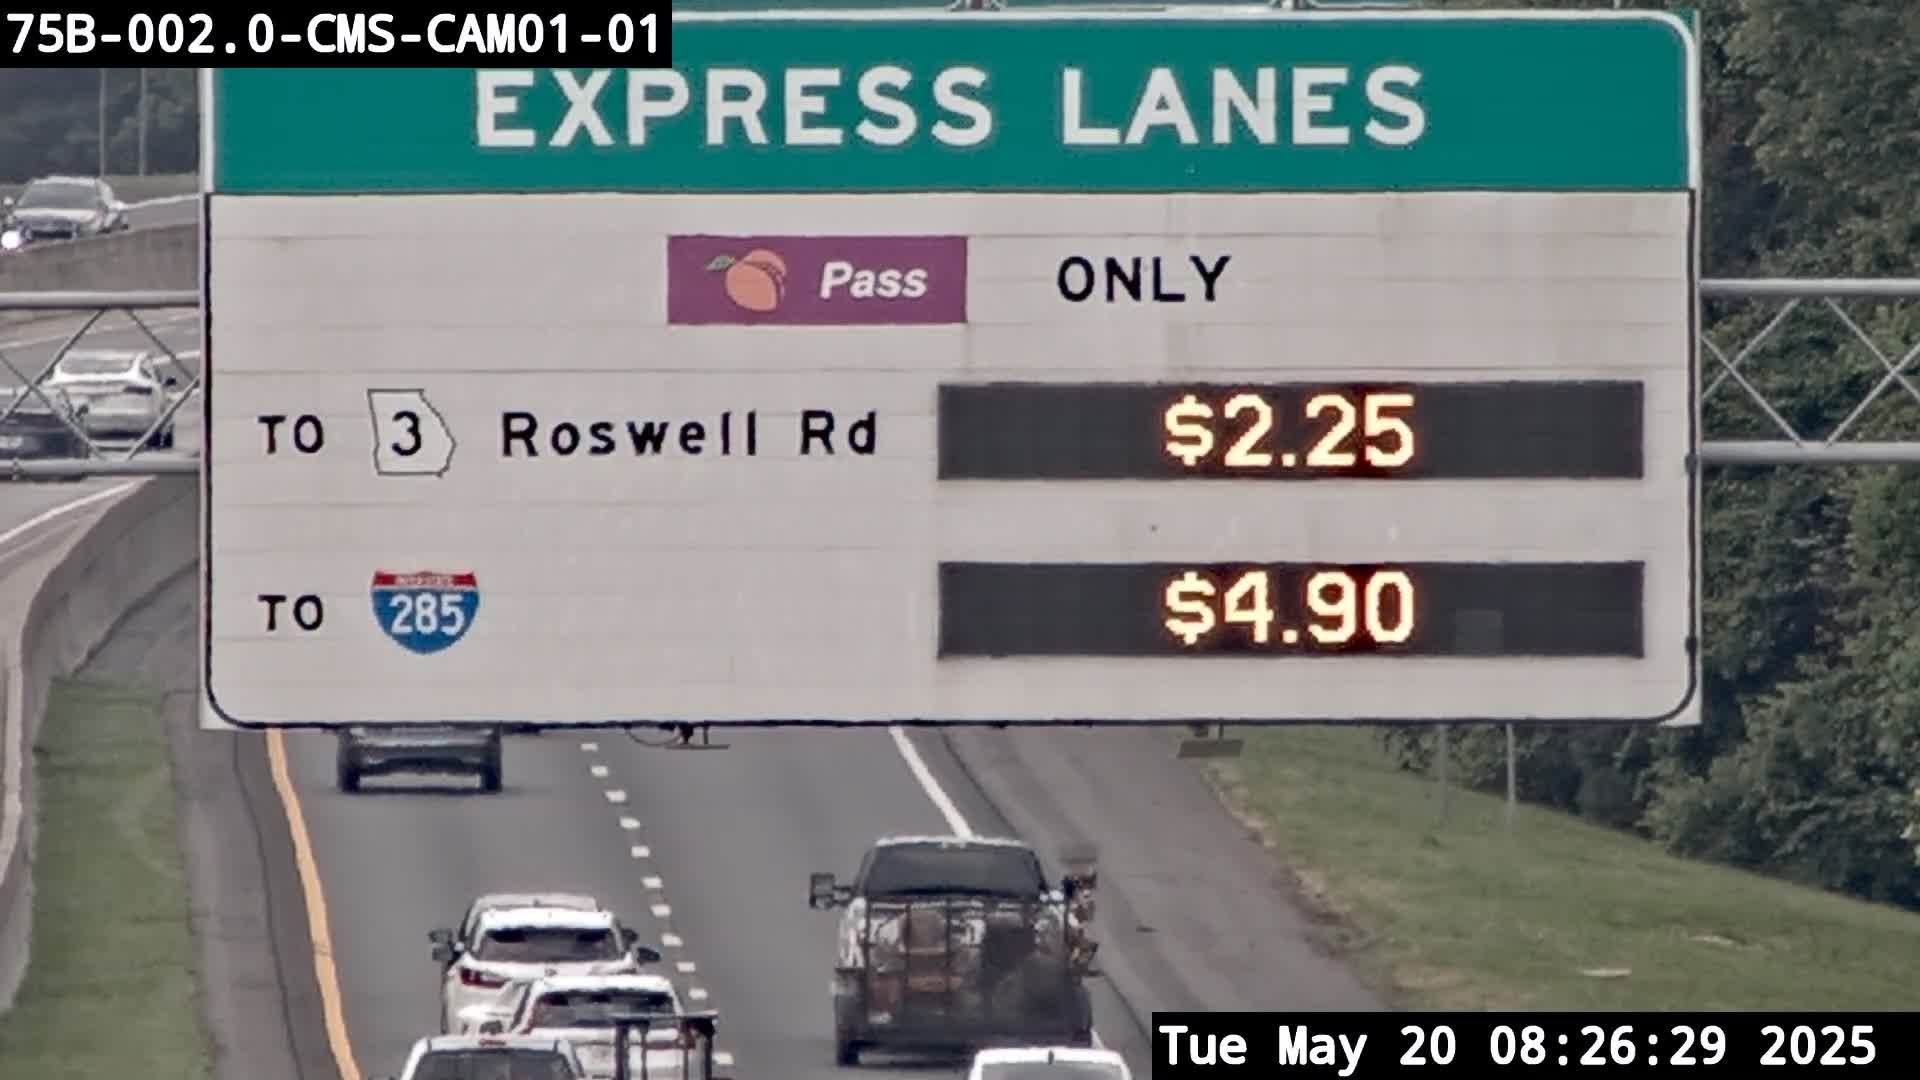 75B-002.0-CMS-CAM01-01
EXPRESS LANES
Pass ONLY
TO 3 Roswell Rd $2.25
TO INTERSTATE 285 $4.90
Tue May 20 08:26:29 2025